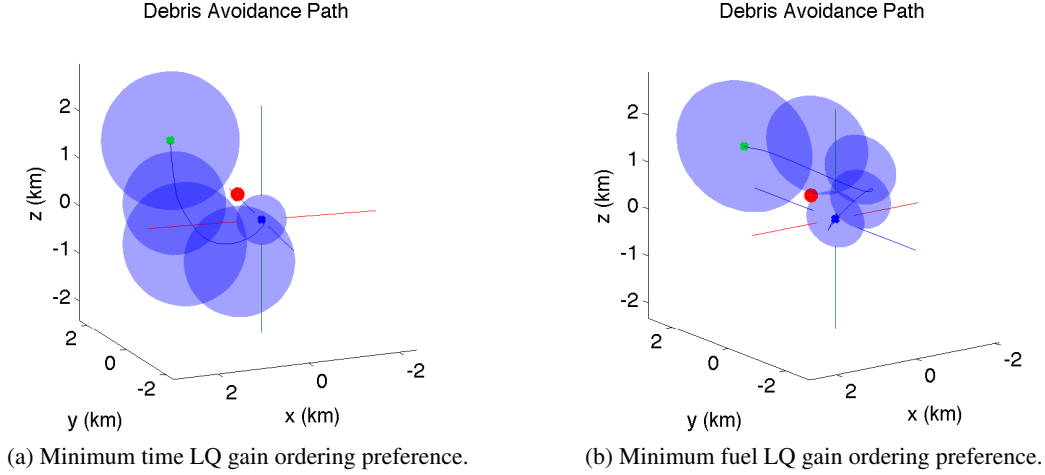 Debris Avoidance Path
2
1
0
-1
-2
z (km)
2
0
-2
y (km)
2
0
-2
x (km)
(a) Minimum time LQ gain ordering preference.
Debris Avoidance Path
2
1
0
-1
-2
z (km)
2
0
-2
y (km)
2
0
-2
x (km)
(b) Minimum fuel LQ gain ordering preference.